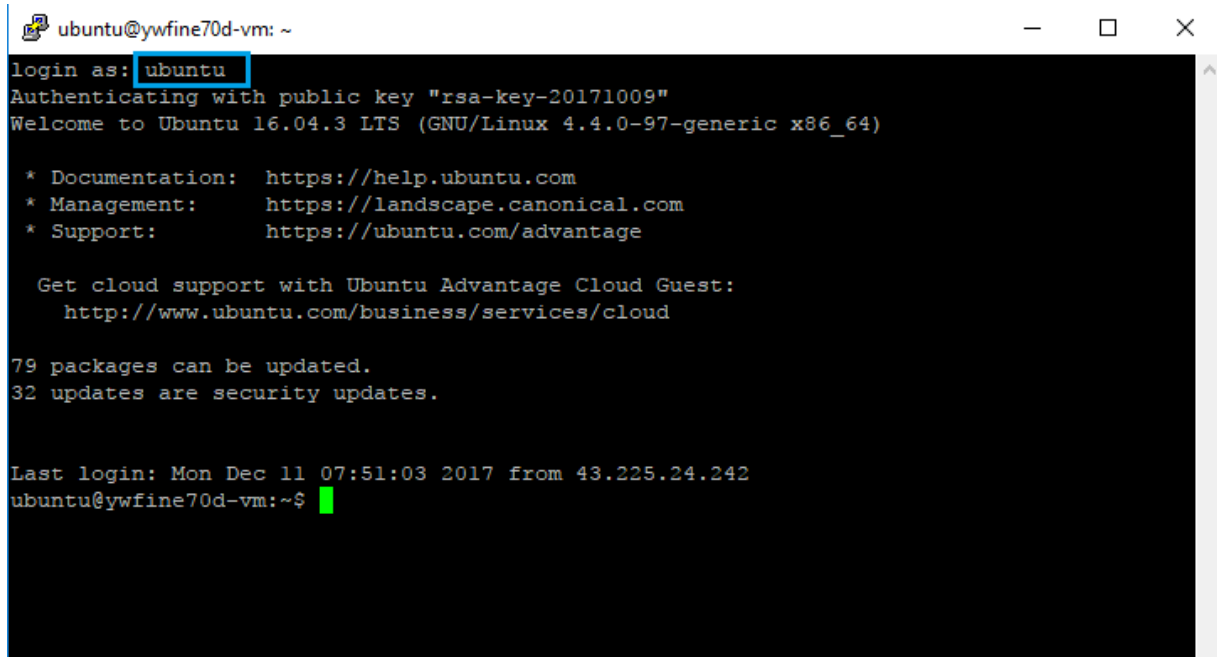 ubuntu@ywfine70d-vm: ~
login as: ubuntu
Authenticating with public key "rsa-key-20171009"
Welcome to Ubuntu 16.04.3 LTS (GNU/Linux 4.4.0-97-generic x86_64)
* Documentation:  https://help.ubuntu.com
* Management:     https://landscape.canonical.com
* Support:        https://ubuntu.com/advantage
Get cloud support with Ubuntu Advantage Cloud Guest:
http://www.ubuntu.com/business/services/cloud
79 packages can be updated.
32 updates are security updates.
Last login: Mon Dec 11 07:51:03 2017 from 43.225.24.242
ubuntu@ywfine70d-vm:~$